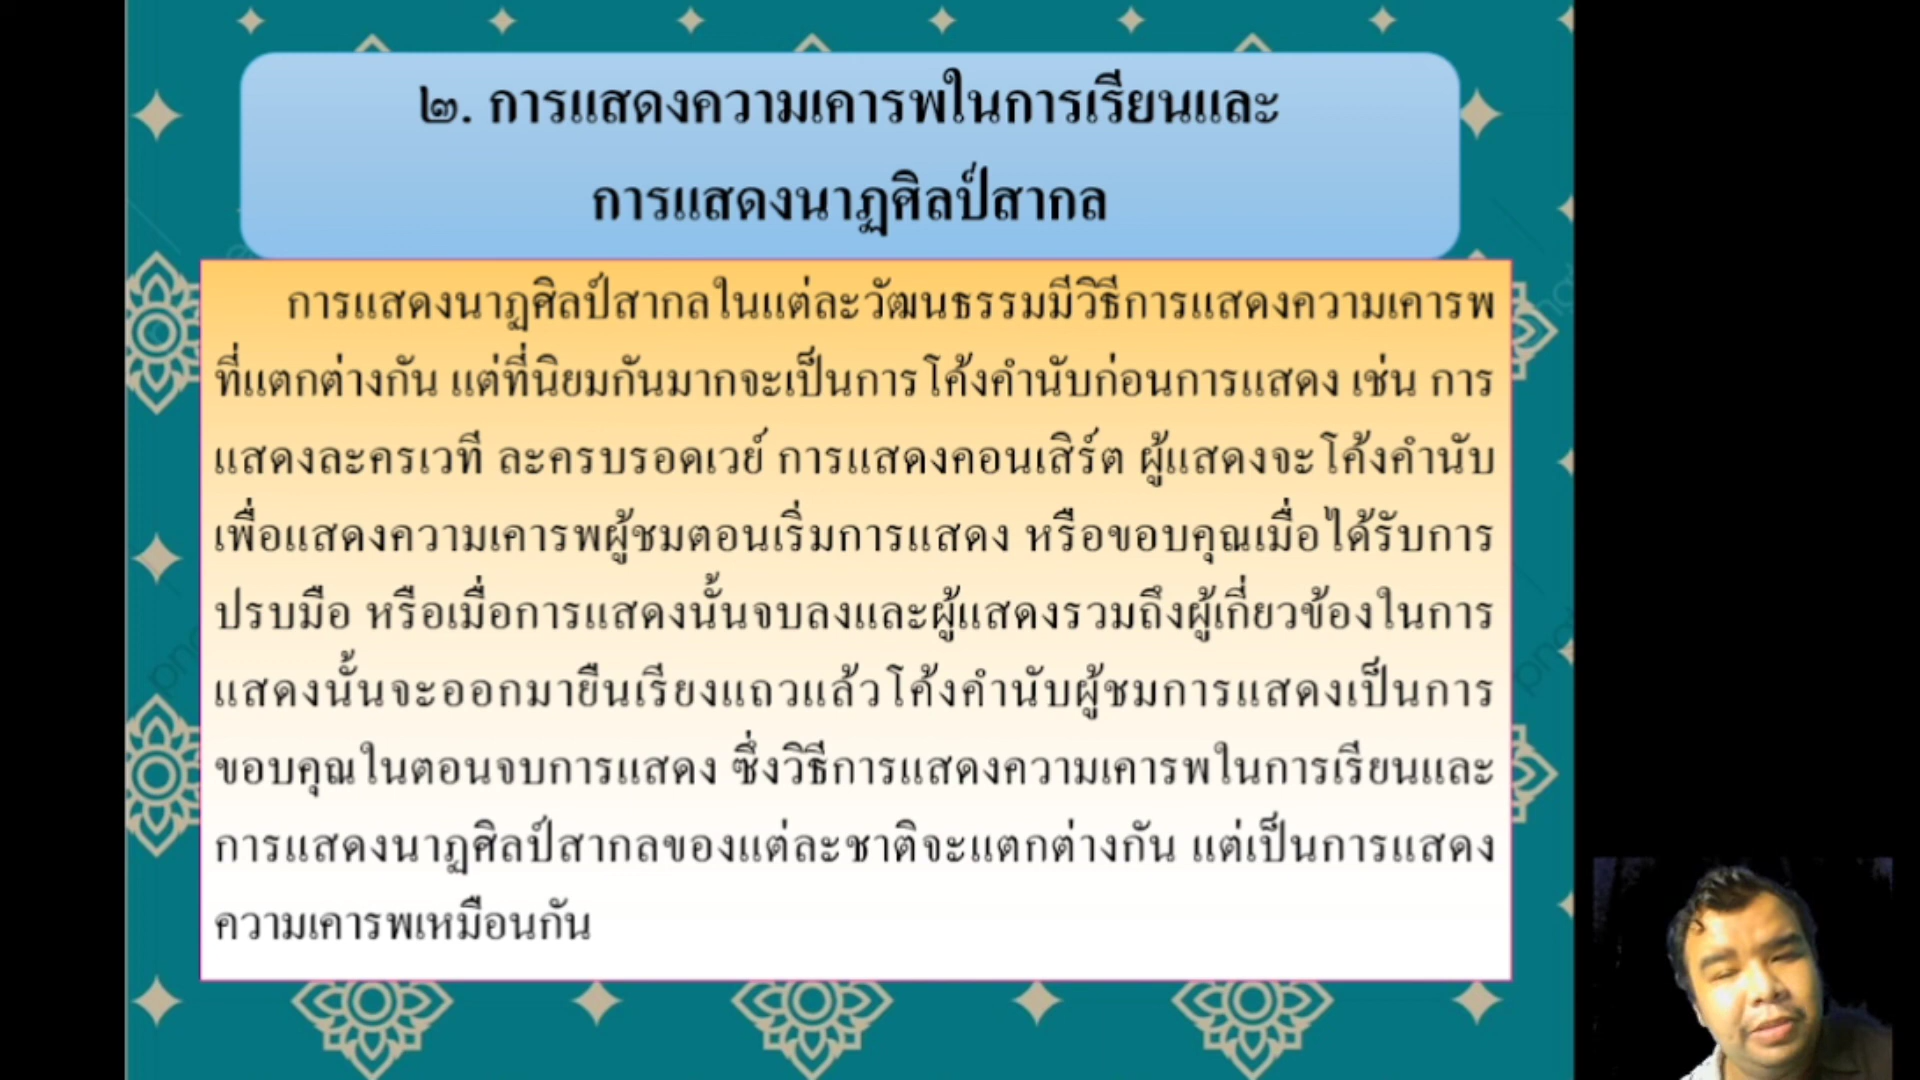 ๒. การแสดงความเคารพในการเรียนและ
การแสดงนาฏศิลป์สากล
การแสดงนาฏศิลป์สากลในแต่ละวัฒนธรรมมีวิธีการแสดงความเคารพ
ที่แตกต่างกัน แต่ที่นิยมกันมากจะเป็นการโค้งคำนับก่อนการแสดง เช่น การ
แสดงละครเวที ละครบรอดเวย์ การแสดงคอนเสิร์ต ผู้แสดงจะโค้งคำนับ
เพื่อแสดงความเคารพผู้ชมตอนเริ่มการแสดง หรือขอบคุณเมื่อได้รับการ
ปรบมือ หรือเมื่อการแสดงนั้นจบลงและผู้แสดงรวมถึงผู้เกี่ยวข้องในการ
แสดงนั้นจะออกมายืนเรียงแถวแล้วโค้งคำนับผู้ชมการแสดงเป็นการ
ขอบคุณในตอนจบการแสดง ซึ่งวิธีการแสดงความเคารพในการเรียนและ
การแสดงนาฏศิลป์สากลของแต่ละชาติจะแตกต่างกัน แต่เป็นการแสดง
ความเคารพเหมือนกัน